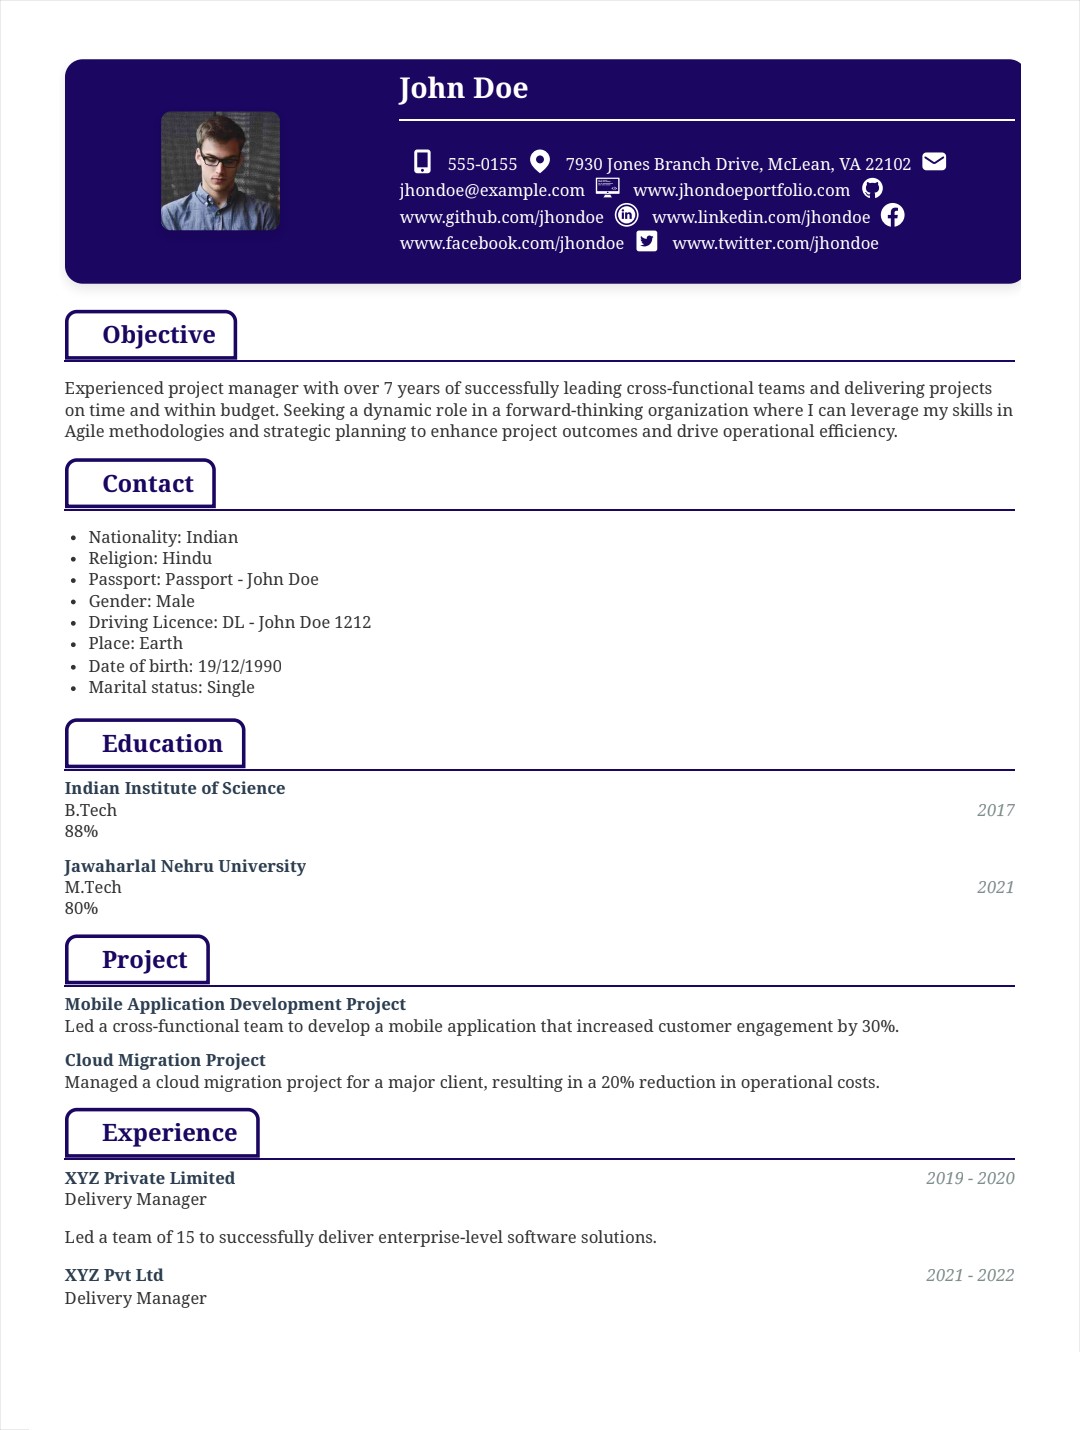 John Doe
555-0155 7930 Jones Branch Drive, McLean, VA 22102
jhondoe@example.com www.jhondoeportfolio.com
www.github.com/jhondoe www.linkedin.com/jhondoe
www.facebook.com/jhondoe www.twitter.com/jhondoe
Objective
Experienced project manager with over 7 years of successfully leading cross-functional teams and delivering projects
on time and within budget. Seeking a dynamic role in a forward-thinking organization where I can leverage my skills in
Agile methodologies and strategic planning to enhance project outcomes and drive operational efficiency.
Contact
• Nationality: Indian
• Religion: Hindu
• Passport: Passport - John Doe
• Gender: Male
• Driving Licence: DL - John Doe 1212
• Place: Earth
• Date of birth: 19/12/1990
• Marital status: Single
Education
Indian Institute of Science
B.Tech 2017
88%
Jawaharlal Nehru University
M.Tech 2021
80%
Project
Mobile Application Development Project
Led a cross-functional team to develop a mobile application that increased customer engagement by 30%.
Cloud Migration Project
Managed a cloud migration project for a major client, resulting in a 20% reduction in operational costs.
Experience
XYZ Private Limited 2019 - 2020
Delivery Manager
Led a team of 15 to successfully deliver enterprise-level software solutions.
XYZ Pvt Ltd 2021 - 2022
Delivery Manager